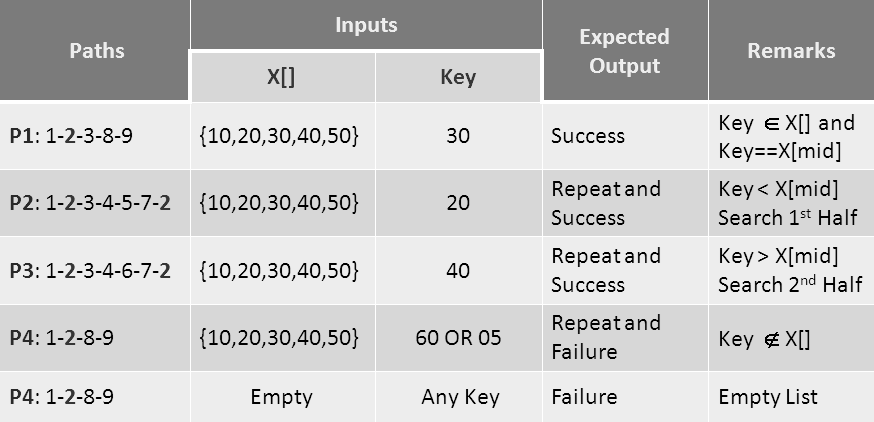 Paths
Inputs
Expected
Output
Remarks
X[]
Key
P1: 1-2-3-8-9
{10,20,30,40,50}
30
Success
Key ∈ X[] and
Key==X[mid]
P2: 1-2-3-4-5-7-2
{10,20,30,40,50}
20
Repeat and
Success
Key < X[mid]
Search 1st Half
P3: 1-2-3-4-6-7-2
{10,20,30,40,50}
40
Repeat and
Success
Key > X[mid]
Search 2nd Half
P4: 1-2-8-9
{10,20,30,40,50}
60 OR 05
Repeat and
Failure
Key ∉ X[]
P4: 1-2-8-9
Empty
Any Key
Failure
Empty List